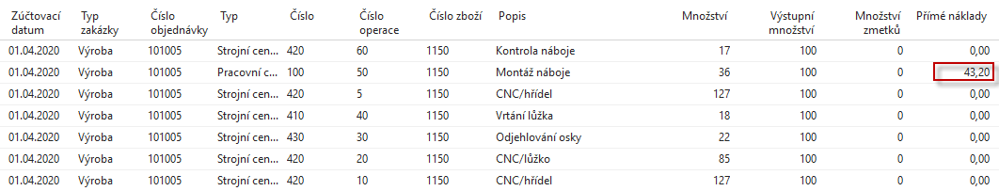 Zúčtovací datum Typ zakázky Číslo objednávky Typ Číslo Číslo operace Číslo zboží Popis Množství Výstupní množství Množství zmetků Přímé náklady
01.04.2020 Výroba 101005 Strojní cen... 420 60 1150 Kontrola náboje 17 100 0 0,00
01.04.2020 Výroba 101005 Pracovní c... 100 50 1150 Montáž náboje 36 100 0 43,20
01.04.2020 Výroba 101005 Strojní cen... 420 5 1150 CNC/hřídel 127 100 0 0,00
01.04.2020 Výroba 101005 Strojní cen... 410 40 1150 Vrtání lůžka 18 100 0 0,00
01.04.2020 Výroba 101005 Strojní cen... 430 30 1150 Odjehlování osky 22 100 0 0,00
01.04.2020 Výroba 101005 Strojní cen... 420 20 1150 CNC/lůžko 85 100 0 0,00
01.04.2020 Výroba 101005 Strojní cen... 420 10 1150 CNC/hřídel 127 100 0 0,00